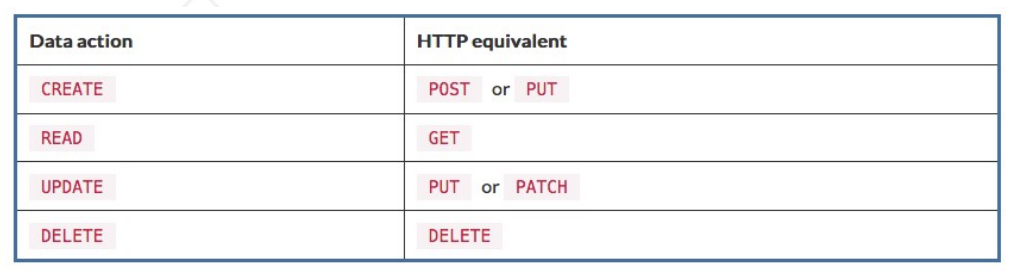 Data action HTTP equivalent
CREATE POST or PUT
READ GET
UPDATE PUT or PATCH
DELETE DELETE